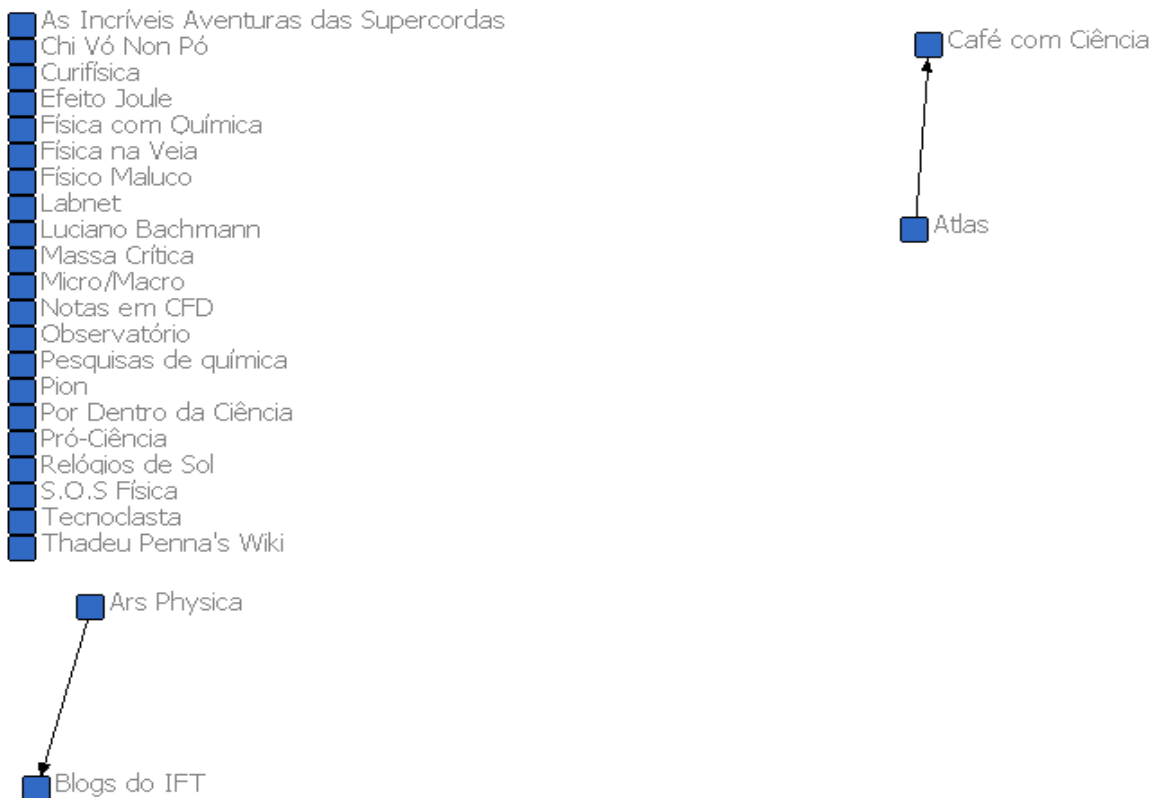 As Incríveis Aventuras das Supercordas
Chi Vó Non Pó
Curifísica
Efeito Joule
Física com Química
Física na Veia
Físico Maluco
Labnet
Luciano Bachmann
Massa Crítica
Micro/Macro
Notas em CFD
Observatório
Pesquisas de química
Pion
Por Dentro da Ciência
Pró-Ciência
Relógios de Sol
S.O.S Física
Tecnoclasta
Thadeu Penna's Wiki
Café com Ciência
Atlas
Ars Physica
Blogs do IFT